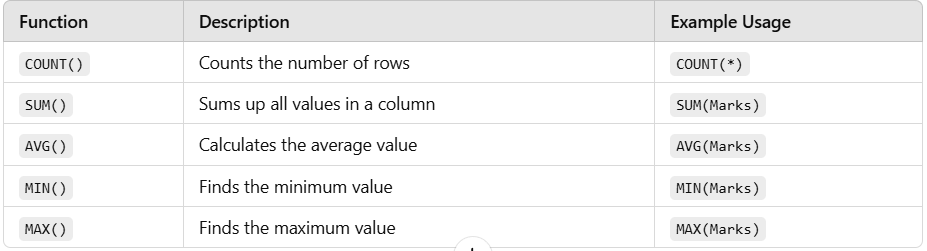 Function Description Example Usage
COUNT() Counts the number of rows COUNT(*)
SUM() Sums up all values in a column SUM(Marks)
AVG() Calculates the average value AVG(Marks)
MIN() Finds the minimum value MIN(Marks)
MAX() Finds the maximum value MAX(Marks)